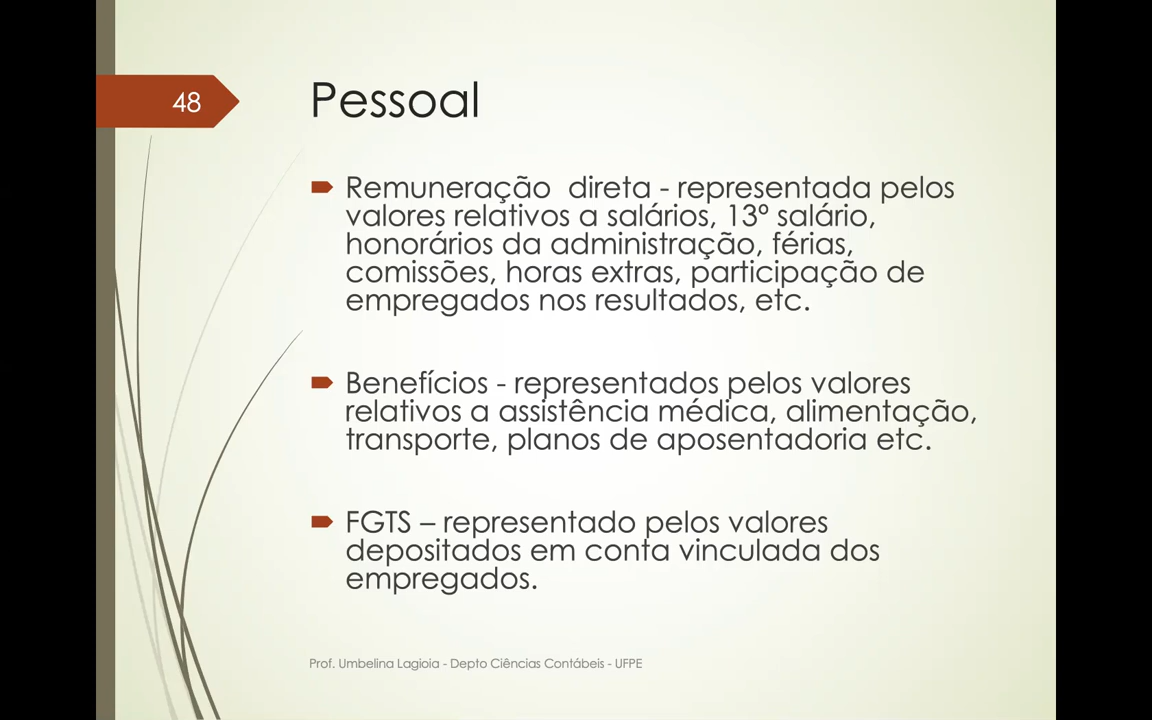 48
Pessoal
Remuneração direta - representada pelos
valores relativos a salários, 13º salário,
honorários da administração, férias,
comissões, horas extras, participação de
empregados nos resultados, etc.
Benefícios - representados pelos valores
relativos a assistência médica, alimentação,
transporte, planos de aposentadoria etc.
FGTS – representado pelos valores
depositados em conta vinculada dos
empregados.
Prof. Umbelina Lagioia - Depto Ciências Contábeis - UFPE